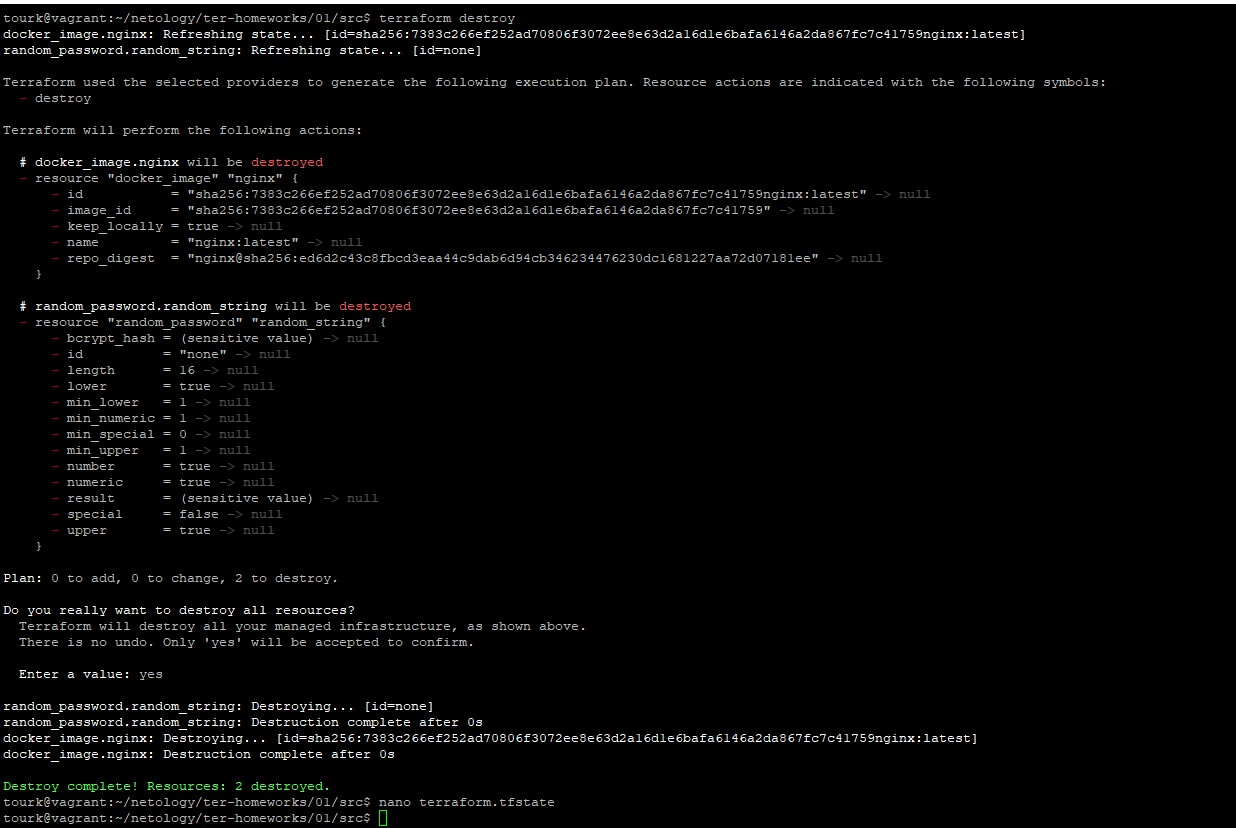 tourk@vagrant:~/netology/ter-homeworks/01/src$ terraform destroy
docker_image.nginx: Refreshing state... [id=sha256:7383c266ef252ad70806f3072ee8e63d2a16d1e6bafa6146a2da867fc7c41759nginx:latest]
random_password.random_string: Refreshing state... [id=none]
Terraform used the selected providers to generate the following execution plan. Resource actions are indicated with the following symbols:
- destroy
Terraform will perform the following actions:
# docker_image.nginx will be destroyed
- resource "docker_image" "nginx" {
- id           = "sha256:7383c266ef252ad70806f3072ee8e63d2a16d1e6bafa6146a2da867fc7c41759nginx:latest" -> null
- image_id     = "sha256:7383c266ef252ad70806f3072ee8e63d2a16d1e6bafa6146a2da867fc7c41759" -> null
- keep_locally = true -> null
- name         = "nginx:latest" -> null
- repo_digest  = "nginx@sha256:ed6d2c43c8fbcd3eaa44c9dab6d94cb346234476230dc1681227aa72d07181ee" -> null
}
# random_password.random_string will be destroyed
- resource "random_password" "random_string" {
- bcrypt_hash = (sensitive value) -> null
- id          = "none" -> null
- length      = 16 -> null
- lower       = true -> null
- min_lower   = 1 -> null
- min_numeric = 1 -> null
- min_special = 0 -> null
- min_upper   = 1 -> null
- number      = true -> null
- numeric     = true -> null
- result      = (sensitive value) -> null
- special     = false -> null
- upper       = true -> null
}
Plan: 0 to add, 0 to change, 2 to destroy.
Do you really want to destroy all resources?
Terraform will destroy all your managed infrastructure, as shown above.
There is no undo. Only 'yes' will be accepted to confirm.
Enter a value: yes
random_password.random_string: Destroying... [id=none]
random_password.random_string: Destruction complete after 0s
docker_image.nginx: Destroying... [id=sha256:7383c266ef252ad70806f3072ee8e63d2a16d1e6bafa6146a2da867fc7c41759nginx:latest]
docker_image.nginx: Destruction complete after 0s
Destroy complete! Resources: 2 destroyed.
tourk@vagrant:~/netology/ter-homeworks/01/src$ nano terraform.tfstate
tourk@vagrant:~/netology/ter-homeworks/01/src$